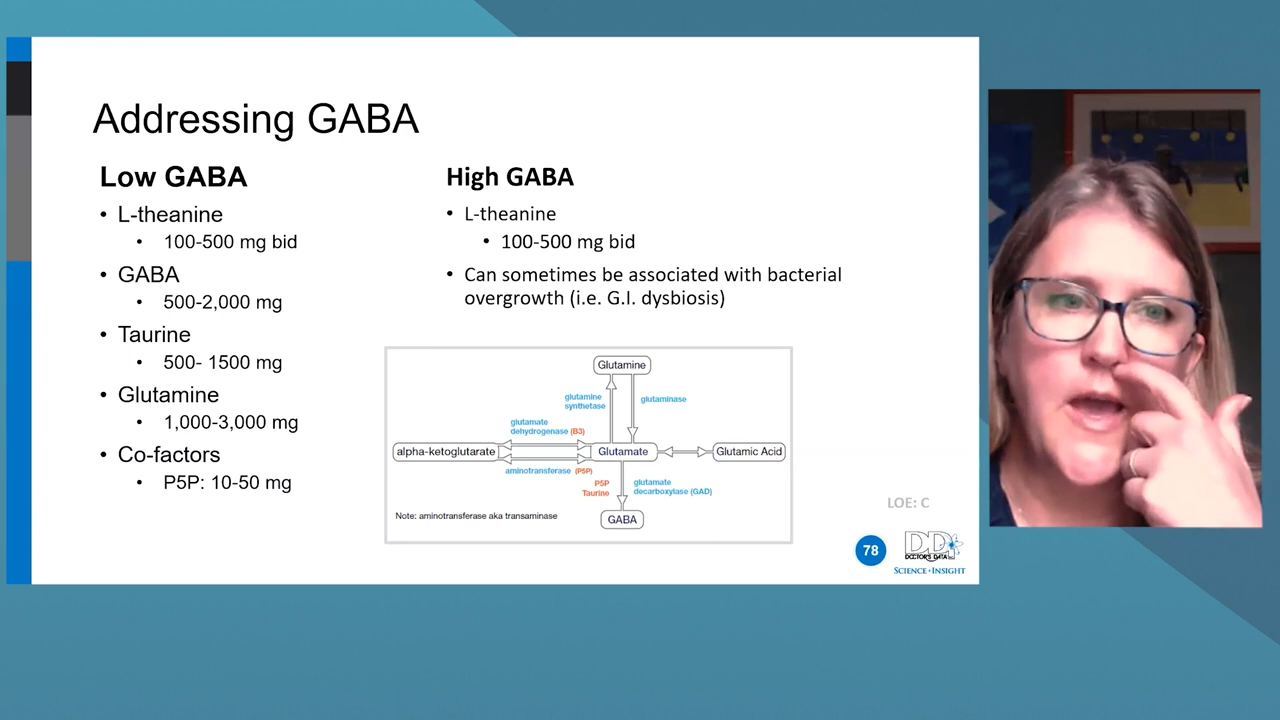 Addressing GABA
Low GABA
• L-theanine
• 100-500 mg bid
• GABA
• 500-2,000 mg
• Taurine
• 500- 1500 mg
• Glutamine
• 1,000-3,000 mg
• Co-factors
• P5P: 10-50 mg
High GABA
• L-theanine
• 100-500 mg bid
• Can sometimes be associated with bacterial
overgrowth (i.e. G.I. dysbiosis)
Glutamine
glutamine
synthetase
glutaminase
glutamate
dehydrogenase (B3)
alpha-ketoglutarate
Glutamate
Glutamic Acid
aminotransferase (P5P)
P5P
Taurine
glutamate
decarboxylase (GAD)
Note: aminotransferase aka transaminase
GABA
LOE: C
78
DDI
DOCTOR'S DATA INC
SCIENCE + INSIGHT